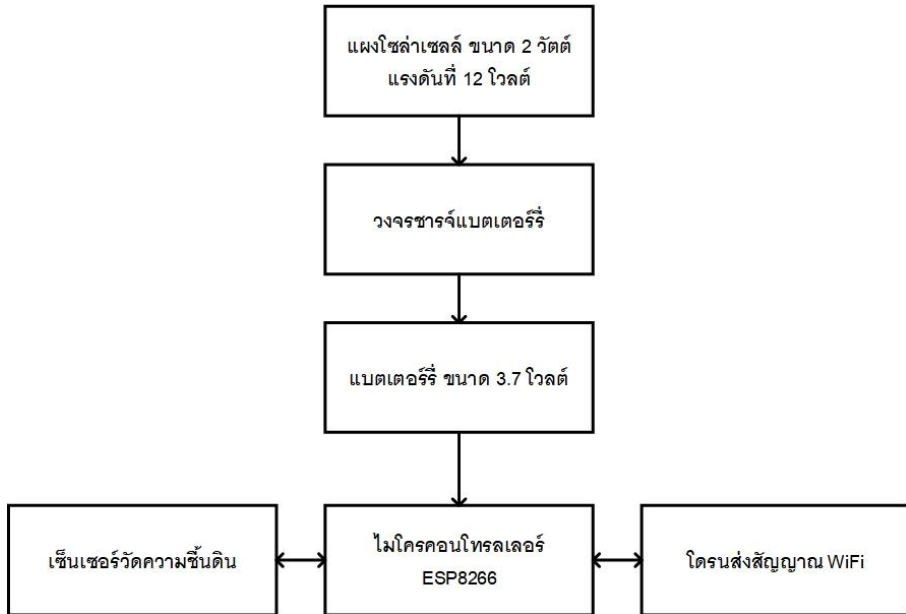 แผงโซล่าเซลล์ ขนาด 2 วัตต์
แรงดันที่ 12 โวลต์
วงจรชารจ์แบตเตอร์รี่
แบตเตอร์รี่ ขนาด 3.7 โวลต์
เซ็นเซอร์วัดความชื้นดิน
ไมโครคอนโทรลเลอร์
ESP8266
โดรนส่งสัญญาณ WiFi